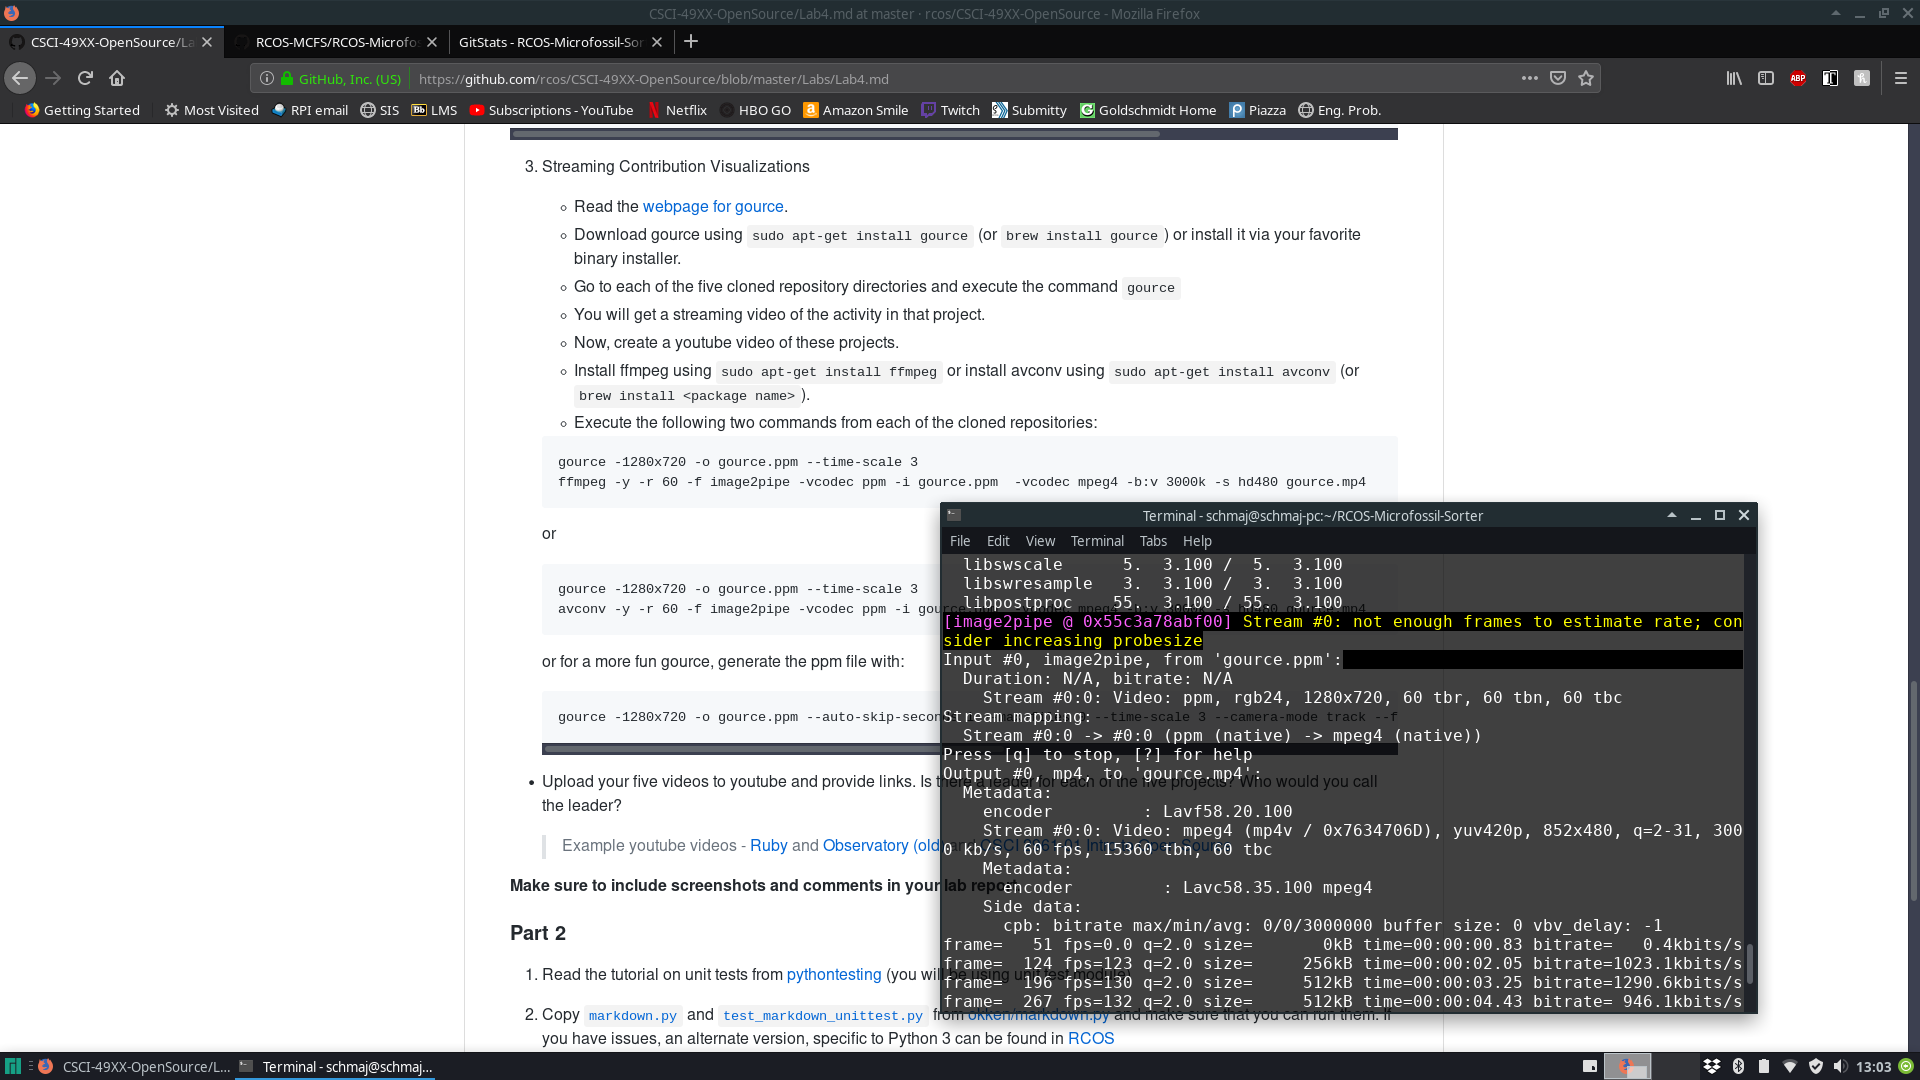 CSCI-49XX-OpenSource/Lab4.md at master · rcos/CSCI-49XX-OpenSource - Mozilla Firefox
CSCI-49XX-OpenSource/La
RCOS-MCFS/RCOS-Microfos
GitStats - RCOS-Microfossil-Sor
GitHub, Inc. (US)
https://github.com/rcos/CSCI-49XX-OpenSource/blob/master/Labs/Lab4.md
ABP
Getting Started Most Visited RPI email SIS Bb LMS Subscriptions - YouTube Netflix HBO GO Amazon Smile Twitch Submitty Goldschmidt Home Piazza Eng. Prob.
3. Streaming Contribution Visualizations
Read the webpage for gource.
Download gource using sudo apt-get install gource (or brew install gource ) or install it via your favorite
binary installer.
Go to each of the five cloned repository directories and execute the command gource
You will get a streaming video of the activity in that project.
Now, create a youtube video of these projects.
Install ffmpeg using sudo apt-get install ffmpeg or install avconv using sudo apt-get install avconv (or
brew install <package name> ).
Execute the following two commands from each of the cloned repositories:
gource -1280x720 -o gource.ppm --time-scale 3
ffmpeg -y -r 60 -f image2pipe -vcodec ppm -i gource.ppm  -vcodec mpeg4 -b:v 3000k -s hd480 gource.mp4
or
gource -1280x720 -o gource.ppm --time-scale 3
avconv -y -r 60 -f image2pipe -vcodec ppm -i gource.ppm -vcodec mpeg4 -b:v 3000k -s hd480 gource.mp4
or for a more fun gource, generate the ppm file with:
gource -1280x720 -o gource.ppm --auto-skip-seconds --time-scale 3 --camera-mode track --f
Upload your five videos to youtube and provide links. Is there a leader for each of the five projects? Who would you call
the leader?
Example youtube videos - Ruby and Observatory (old) and
Make sure to include screenshots and comments in your lab report.
Part 2
1. Read the tutorial on unit tests from pythontesting (you will be using unit test module)
2. Copy markdown.py and test_markdown_unittest.py from okken/markdown.py and make sure that you can run them. If
you have issues, an alternate version, specific to Python 3 can be found in RCOS
Terminal - schmaj@schmaj-pc:~/RCOS-Microfossil-Sorter
File Edit View Terminal Tabs Help
libswscale      5.  3.100 /  5.  3.100
libswresample   3.  3.100 /  3.  3.100
libpostproc    55.  3.100 / 55.  3.100
[image2pipe @ 0x55c3a78abf00] Stream #0: not enough frames to estimate rate; con
sider increasing probesize
Input #0, image2pipe, from 'gource.ppm':
Duration: N/A, bitrate: N/A
Stream #0:0: Video: ppm, rgb24, 1280x720, 60 tbr, 60 tbn, 60 tbc
Stream mapping:
Stream #0:0 -> #0:0 (ppm (native) -> mpeg4 (native))
Press [q] to stop, [?] for help
Output #0, mp4, to 'gource.mp4':
Metadata:
encoder         : Lavf58.20.100
Stream #0:0: Video: mpeg4 (mp4v / 0x7634706D), yuv420p, 852x480, q=2-31, 300
0 kb/s, 60 fps, 15360 tbn, 60 tbc
Metadata:
encoder         : Lavc58.35.100 mpeg4
Side data:
cpb: bitrate max/min/avg: 0/0/3000000 buffer size: 0 vbv_delay: -1
frame=   51 fps=0.0 q=2.0 size=       0kB time=00:00:00.83 bitrate=   0.4kbits/s
frame=  124 fps=123 q=2.0 size=     256kB time=00:00:02.05 bitrate=1023.1kbits/s
frame=  196 fps=130 q=2.0 size=     512kB time=00:00:03.25 bitrate=1290.6kbits/s
frame=  267 fps=132 q=2.0 size=     512kB time=00:00:04.43 bitrate= 946.1kbits/s
CSCI-49XX-OpenSource/L... Terminal - schmaj@schmaj... 13:03